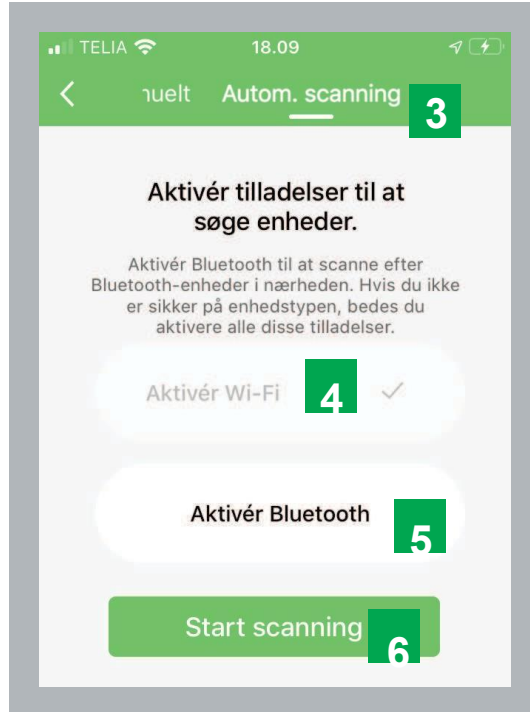 TELIA 18.09
nuelt Autom. scanning
3
Aktivér tilladelser til at
søge enheder.
Aktivér Bluetooth til at scanne efter
Bluetooth-enheder i nærheden. Hvis du ikke
er sikker på enhedstypen, bedes du
aktivere alle disse tilladelser.
Aktivér Wi-Fi 4
Aktivér Bluetooth 5
Start scanning 6